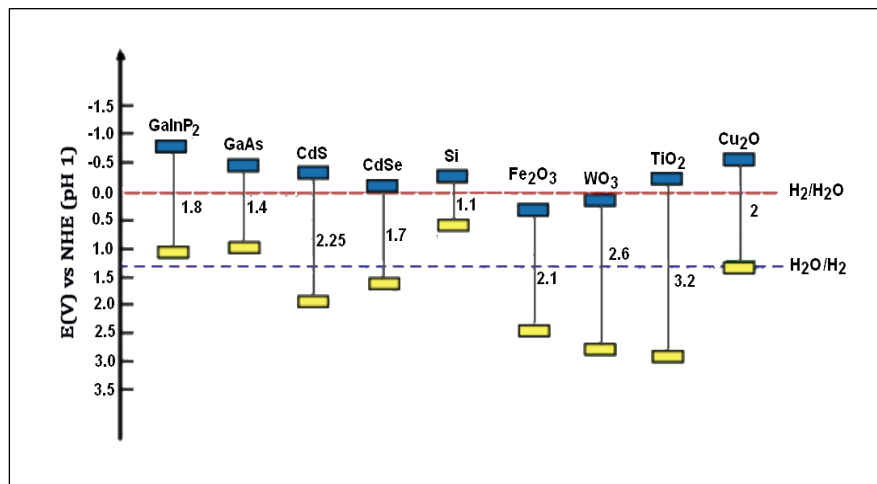 E(V) vs NHE (pH 1)
-1.5
-1.0
-0.5
0.0
0.5
1.0
1.5
2.0
2.5
3.0
3.5
GaInP₂
GaAs
CdS
CdSe
Si
Fe₂O₃
WO₃
TiO₂
Cu₂O
1.8
1.4
2.25
1.7
1.1
2.1
2.6
3.2
2
H₂/H₂O
H₂O/H₂